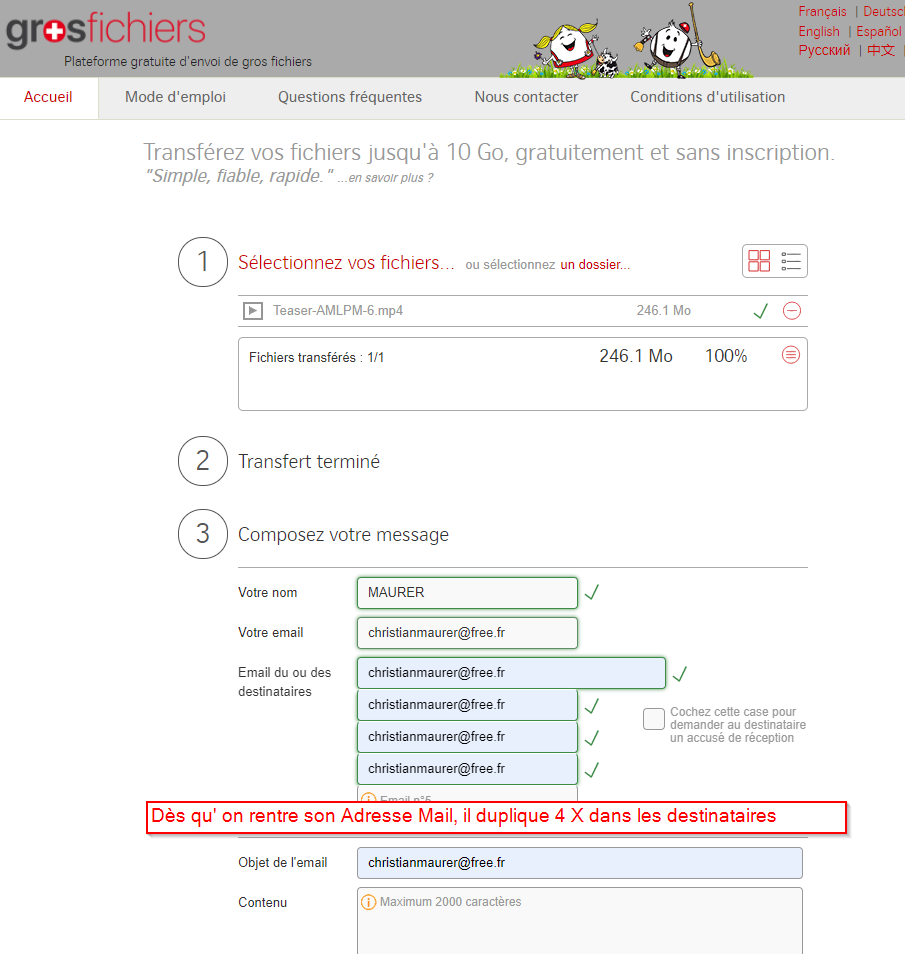 grosfichiers
Plateforme gratuite d'envoi de gros fichiers
Français | Deutsc
English | Español
Русский | 中文
Accueil Mode d'emploi Questions fréquentes Nous contacter Conditions d'utilisation
Transférez vos fichiers jusqu'à 10 Go, gratuitement et sans inscription.
"Simple, fiable, rapide." ...en savoir plus ?
1 Sélectionnez vos fichiers... ou sélectionnez un dossier...
Teaser-AMLPM-6.mp4 246.1 Mo
Fichiers transférés : 1/1 246.1 Mo 100%
2 Transfert terminé
3 Composez votre message
Votre nom MAURER
Votre email christianmaurer@free.fr
Email du ou des destinataires christianmaurer@free.fr
christianmaurer@free.fr
christianmaurer@free.fr
christianmaurer@free.fr
Cochez cette case pour
demander au destinataire
un accusé de réception
Email n°5
Dès qu' on rentre son Adresse Mail, il duplique 4 X dans les destinataires
Objet de l'email christianmaurer@free.fr
Contenu Maximum 2000 caractères